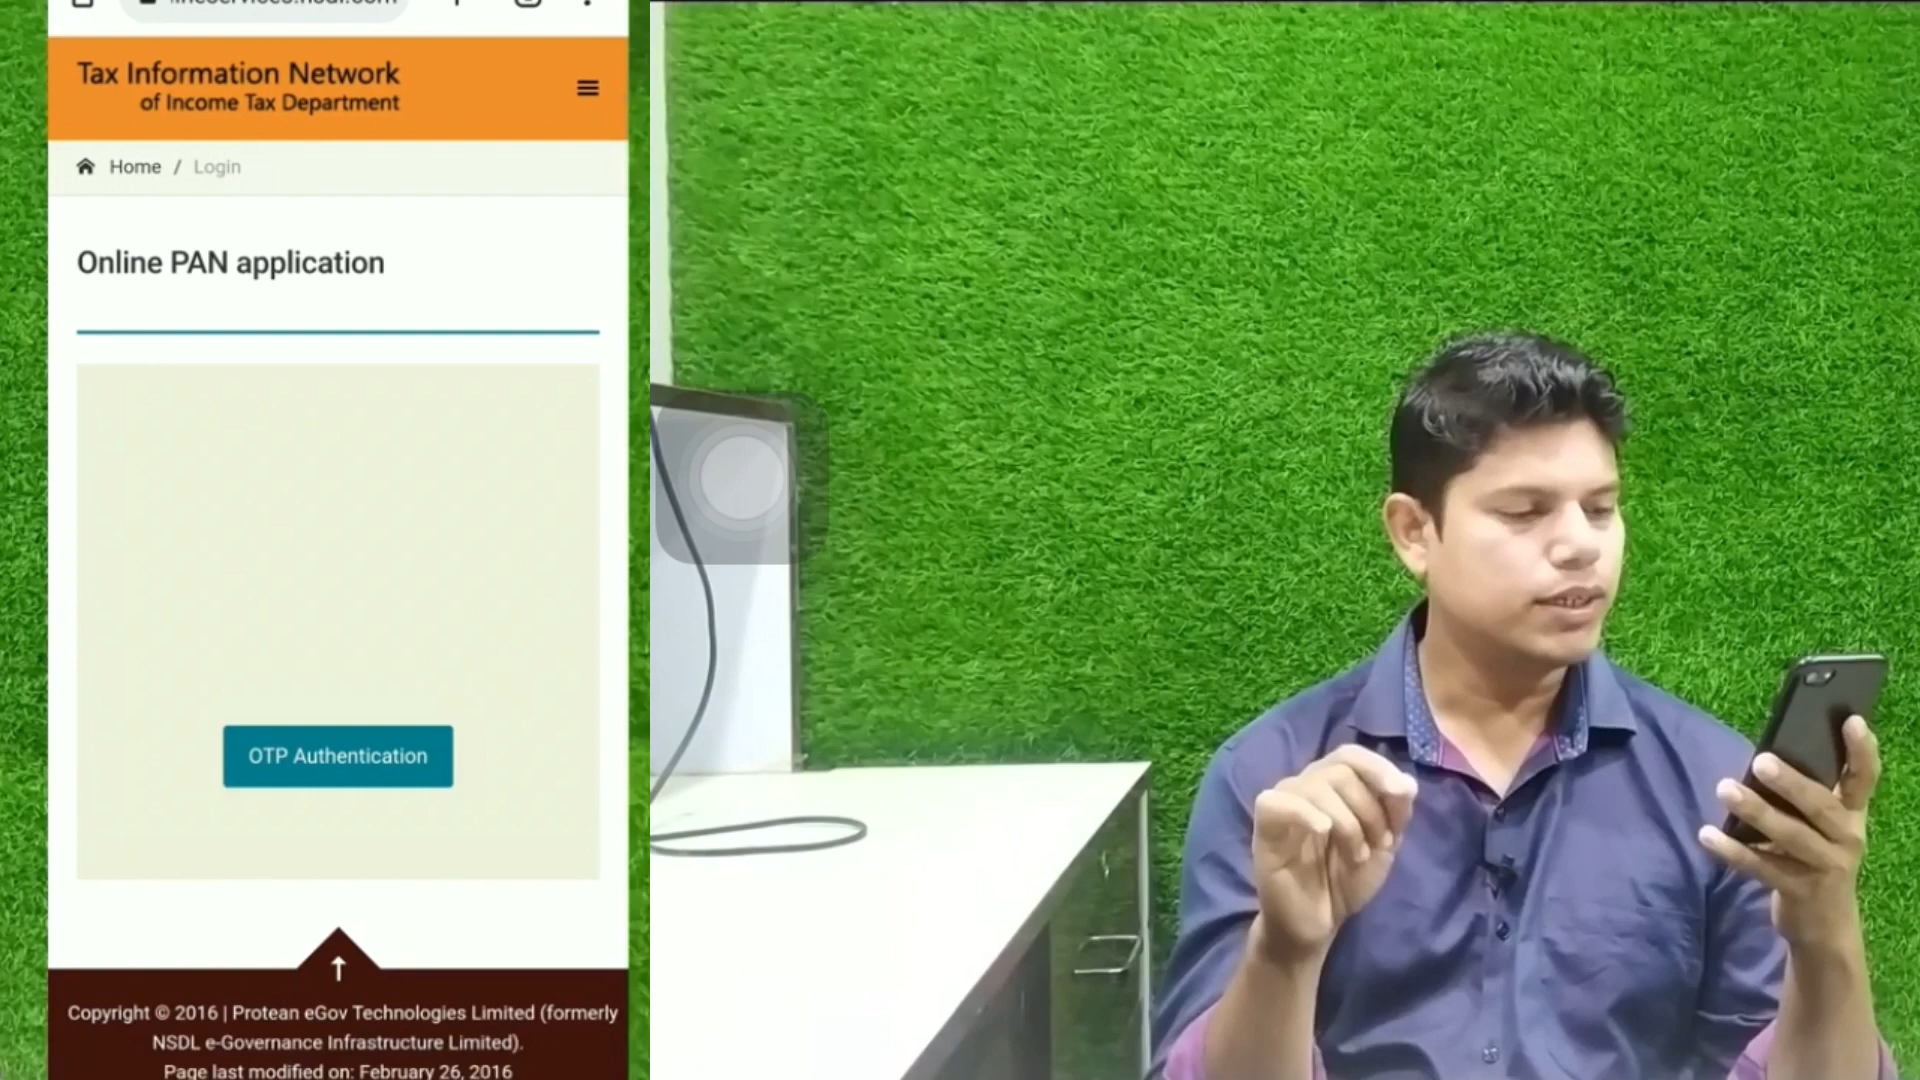 Tax Information Network
of Income Tax Department
Home / Login
Online PAN application
OTP Authentication
Copyright © 2016 | Protean eGov Technologies Limited (formerly
NSDL e-Governance Infrastructure Limited).
Page last modified on: February 26, 2016